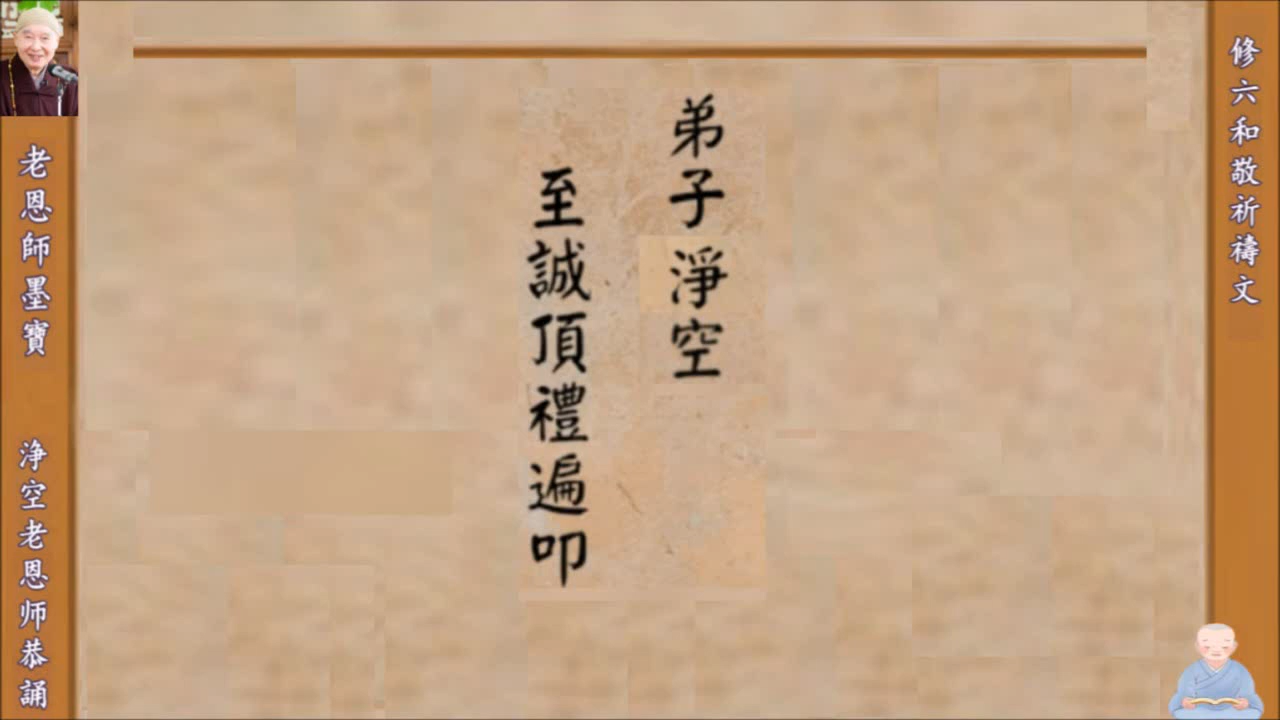 修六和敬祈禱文
弟子淨空
至誠頂禮遍叩
老恩師墨寶
浄空老恩师恭誦